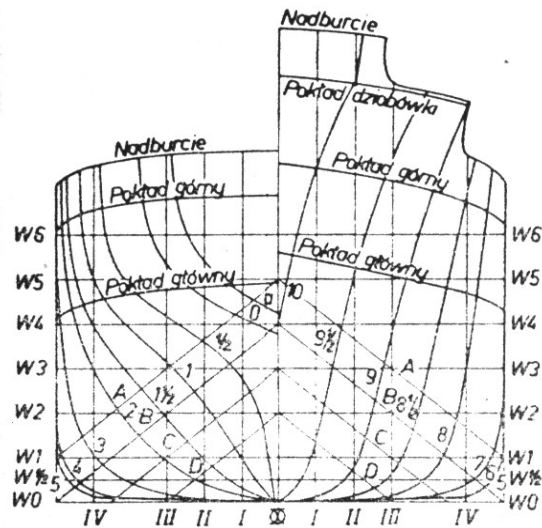 Nadburcie
Pokład dziobówki
Nadburcie
Pokład górny
Pokład górny
W6 W6
Pokład główny
Pokład główny
W5 10 W5
P
0
W4 W4
½ 9½
W3 1 9 A W3
A 1½ B 8½
W2 2 B W2
3 C C 8
W1 W1
4 D D 7 6
W½ 5 5 W½
W0 W0
IV III II I I II III IV